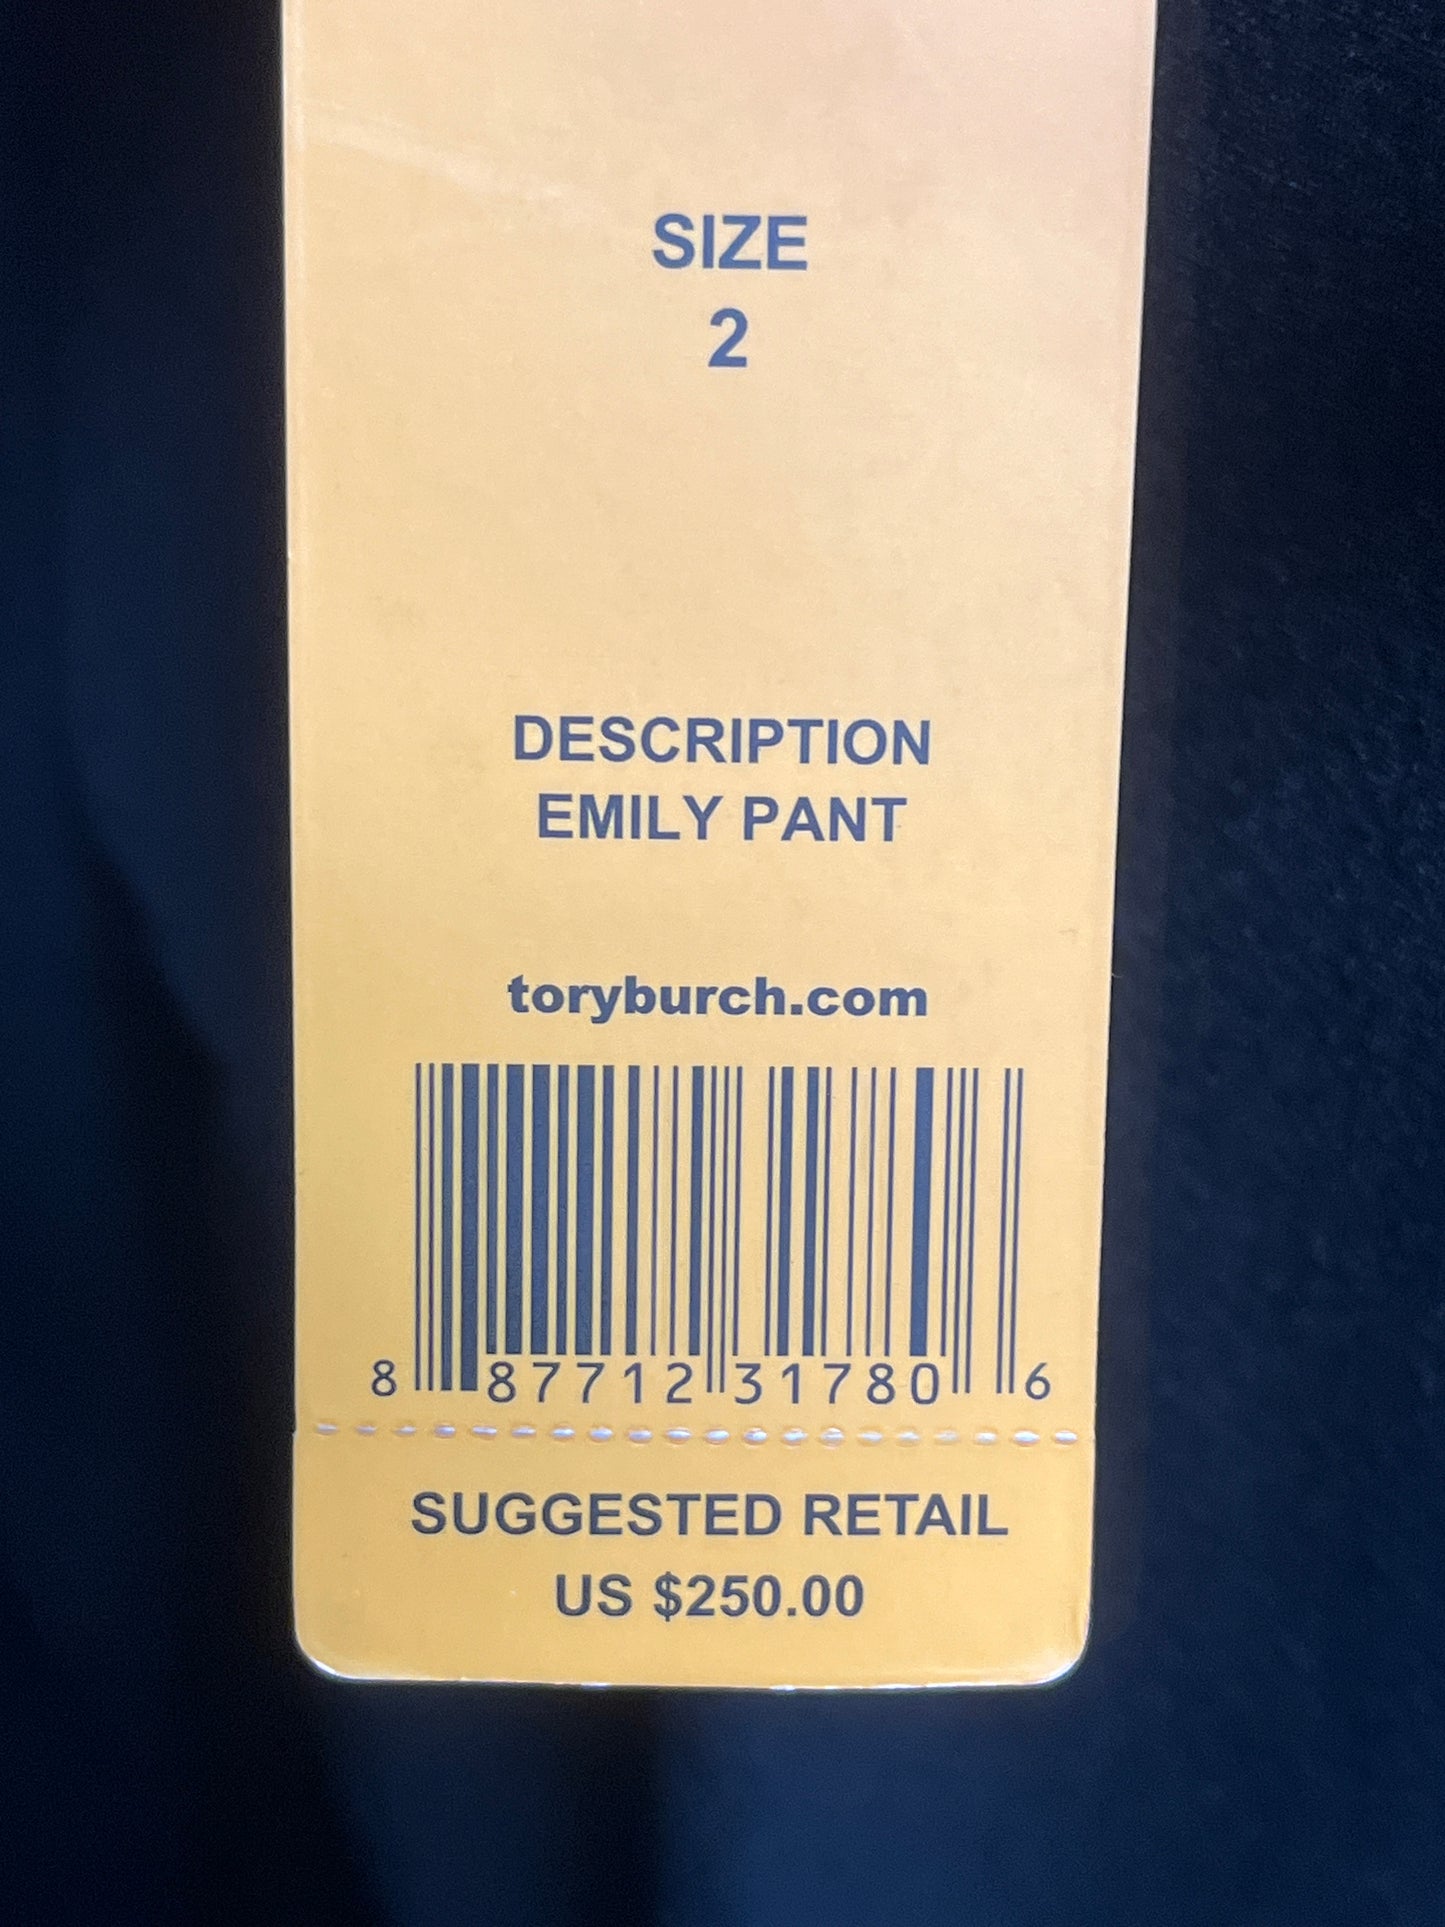 SIZE
2
DESCRIPTION
EMILY PANT
toryburch.com
8 87712 31780 6
SUGGESTED RETAIL
US $250.00